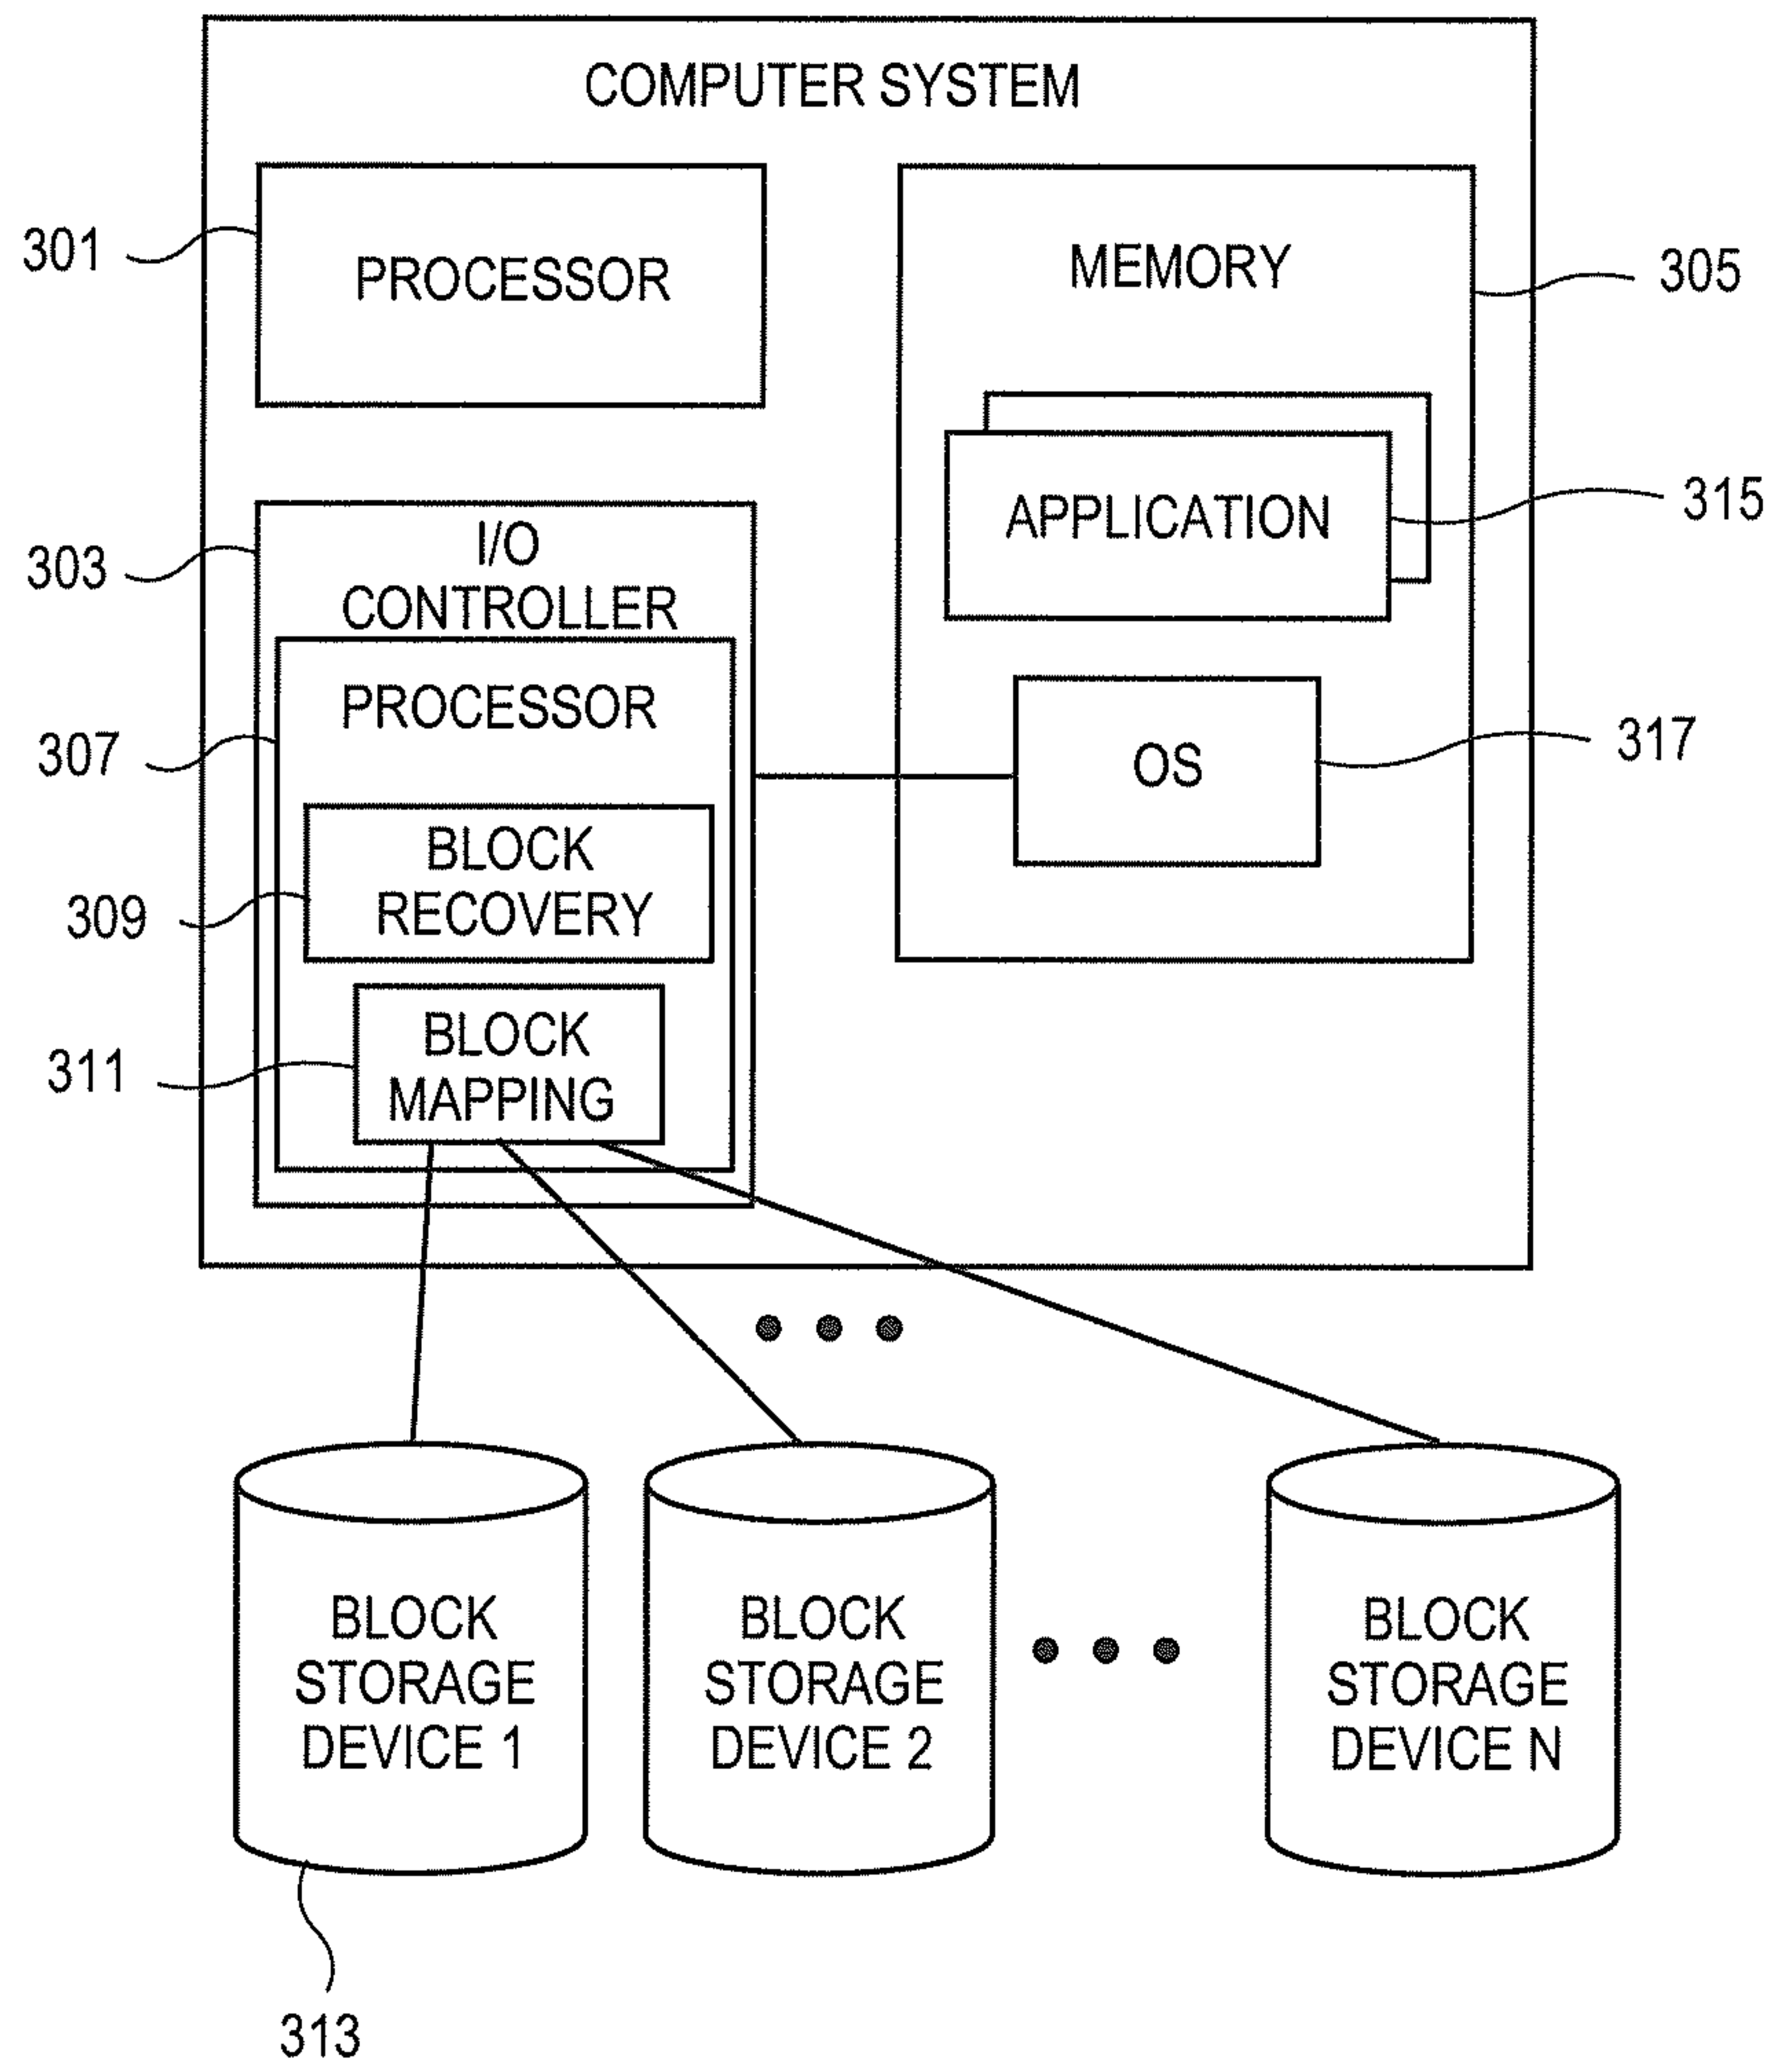 COMPUTER SYSTEM
301
PROCESSOR
MEMORY
305
APPLICATION
315
303
I/O
CONTROLLER
PROCESSOR
307
OS
317
BLOCK
RECOVERY
309
BLOCK
MAPPING
311
BLOCK
STORAGE
DEVICE 1
BLOCK
STORAGE
DEVICE 2
BLOCK
STORAGE
DEVICE N
313